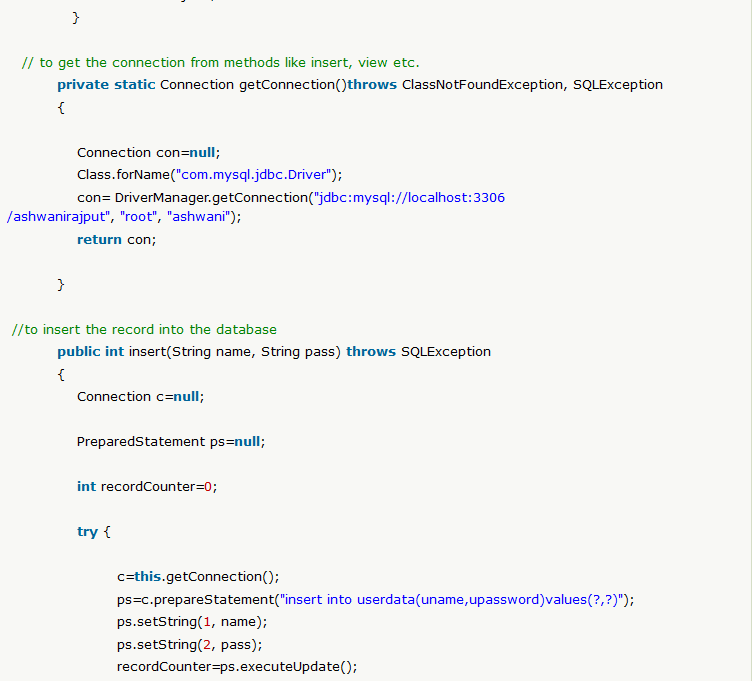 }
// to get the connection from methods like insert, view etc.
private static Connection getConnection()throws ClassNotFoundException, SQLException
{
Connection con=null;
Class.forName("com.mysql.jdbc.Driver");
con= DriverManager.getConnection("jdbc:mysql://localhost:3306
/ashwanirajput", "root", "ashwani");
return con;
}
//to insert the record into the database
public int insert(String name, String pass) throws SQLException
{
Connection c=null;
PreparedStatement ps=null;
int recordCounter=0;
try {
c=this.getConnection();
ps=c.prepareStatement("insert into userdata(uname,upassword)values(?,?)");
ps.setString(1, name);
ps.setString(2, pass);
recordCounter=ps.executeUpdate();